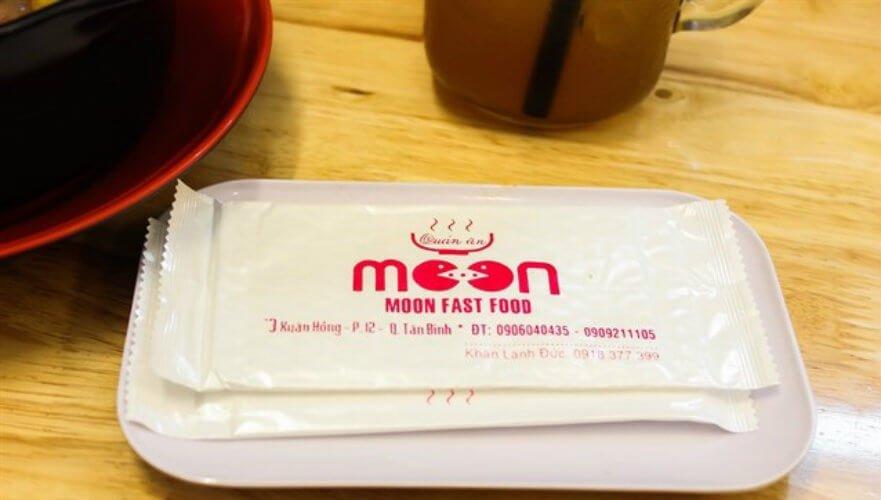 Quán ăn
moon
MOON FAST FOOD
Xuân Hồng - P.12 - Q. Tân Bình * ĐT: 0906040435 - 0909211105
Khăn Lạnh Đức: 0918 377 399